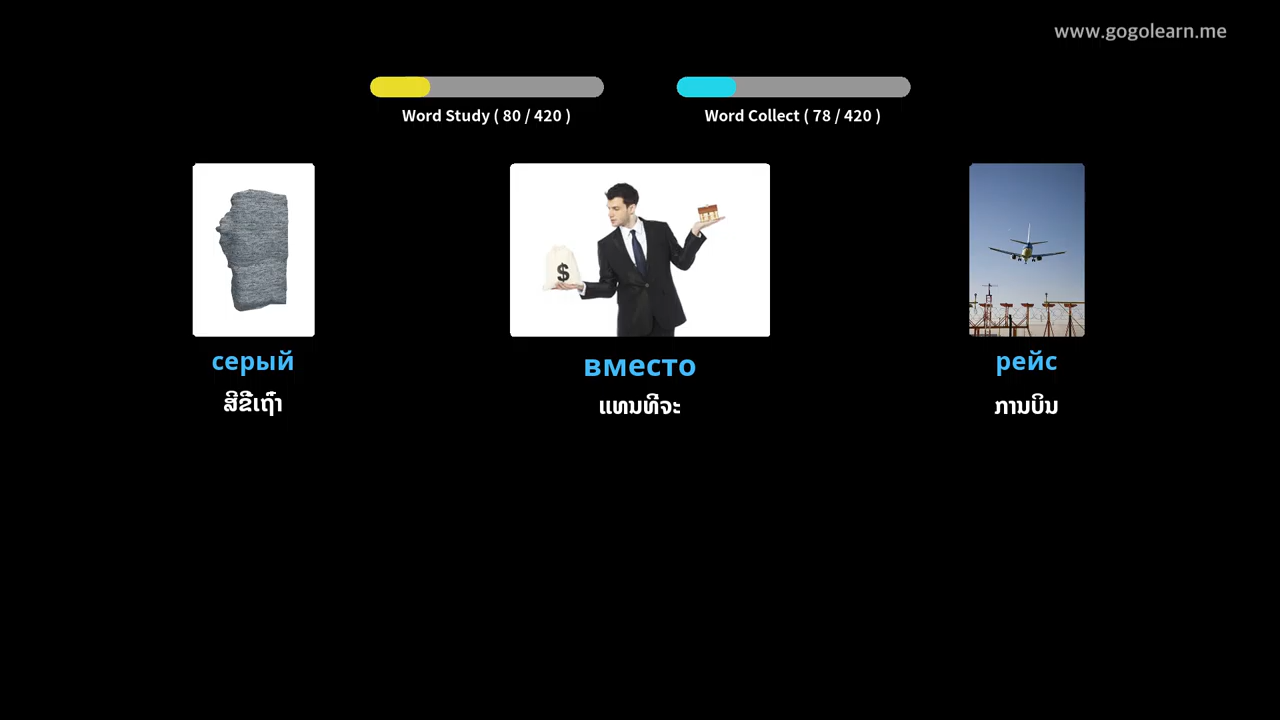 www.gogolearn.me
Word Study ( 80 / 420 )
Word Collect ( 78 / 420 )
$
серый
ສີຂີ້ເຖົ່າ
вместо
ແທນທີ່ຈະ
рейс
ການບິນ